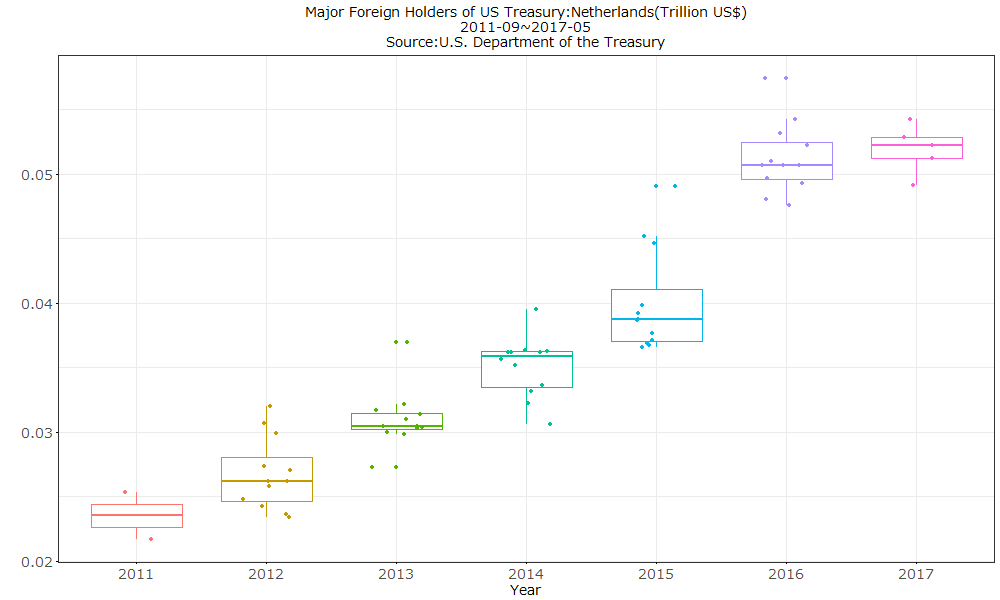 Major Foreign Holders of US Treasury:Netherlands(Trillion US$)
2011-09~2017-05
Source:U.S. Department of the Treasury
0.05
0.04
0.03
0.02
2011 2012 2013 2014 2015 2016 2017
Year